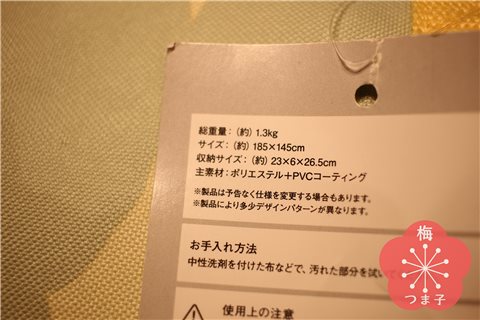 総重量：(約) 1.3kg
サイズ：(約) 185×145cm
収納サイズ：(約) 23×6×26.5cm
主素材：ポリエステル＋PVCコーティング
※製品は予告なく仕様を変更する場合もあります。
※製品により多少デザインパターンが異なります。
お手入れ方法
中性洗剤を付けた布などで、汚れた部分を拭いて
使用上の注意
梅
つま子